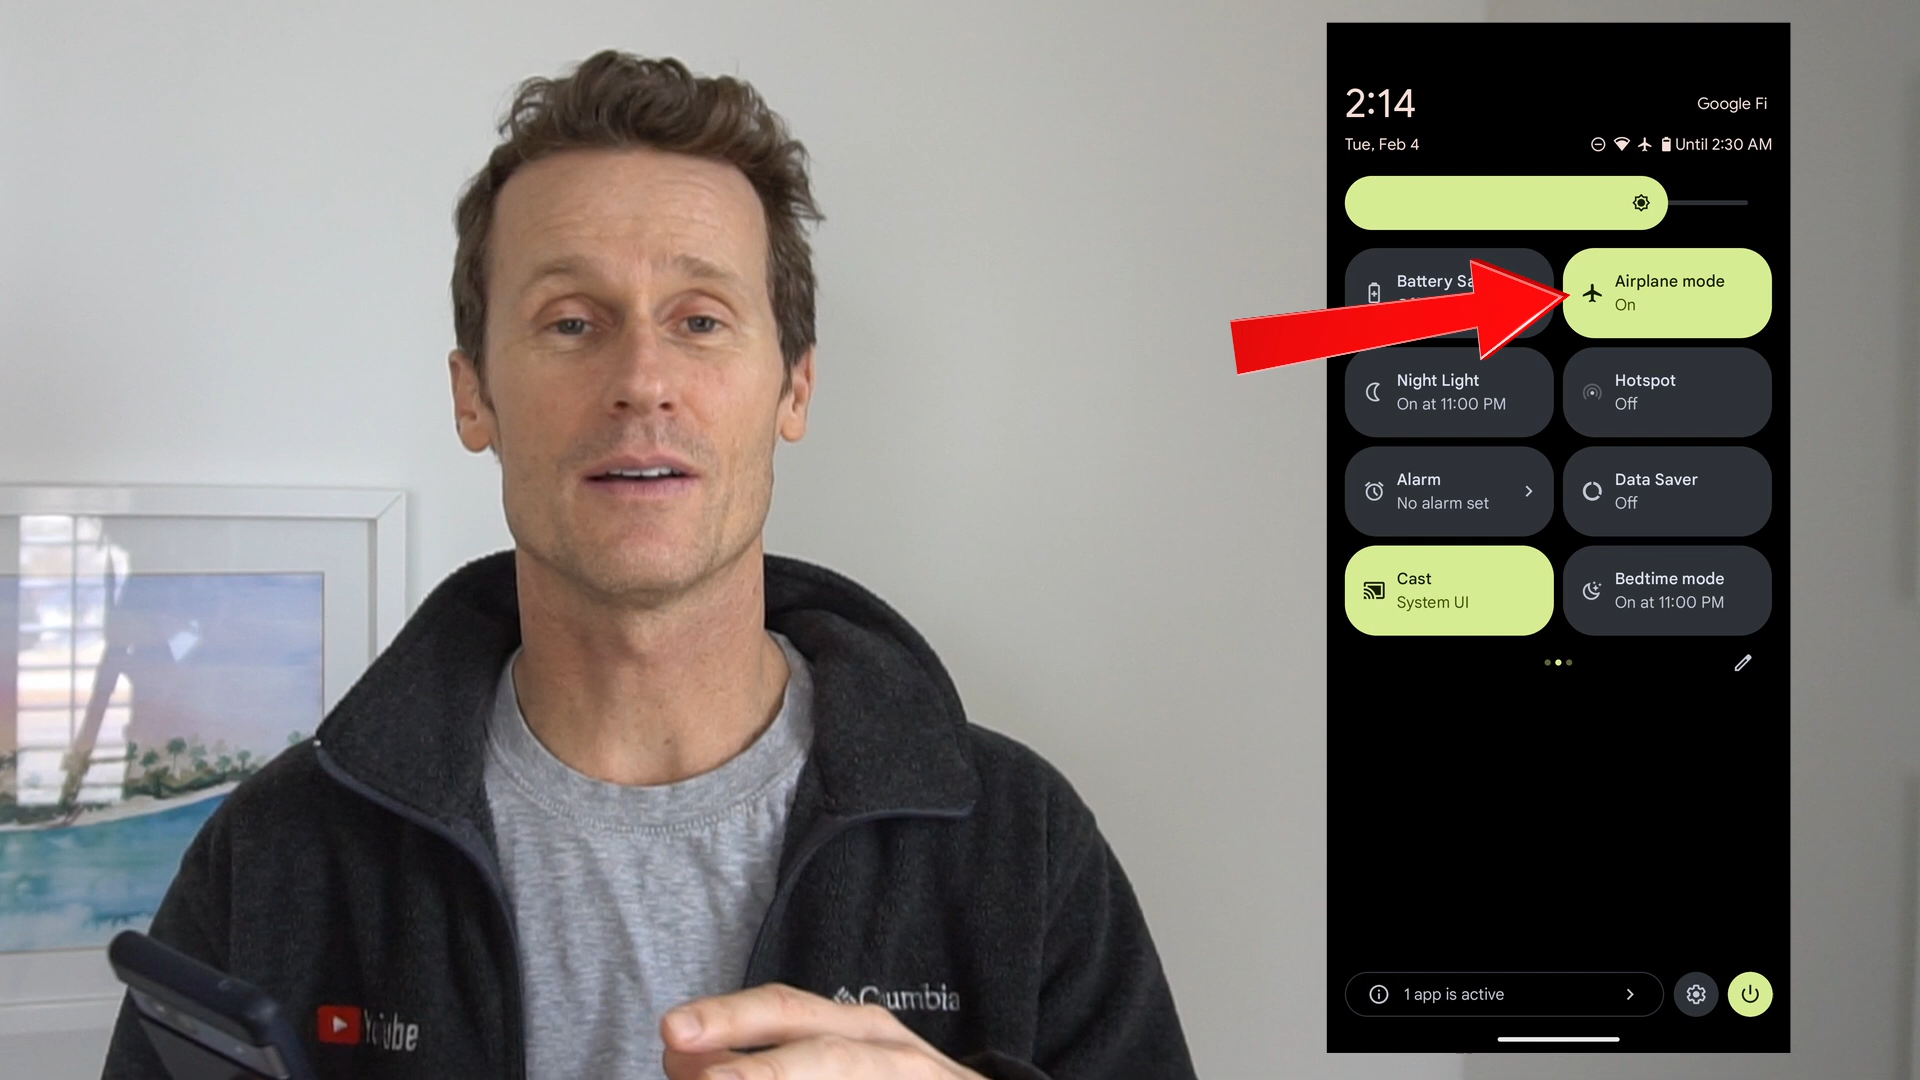 2:14
Google Fi
Tue, Feb 4
Until 2:30 AM
Battery
Airplane mode
On
Night Light
On at 11:00 PM
Hotspot
Off
Alarm
No alarm set
Data Saver
Off
Cast
System UI
Bedtime mode
On at 11:00 PM
1 app is active
YouTube
Columbia